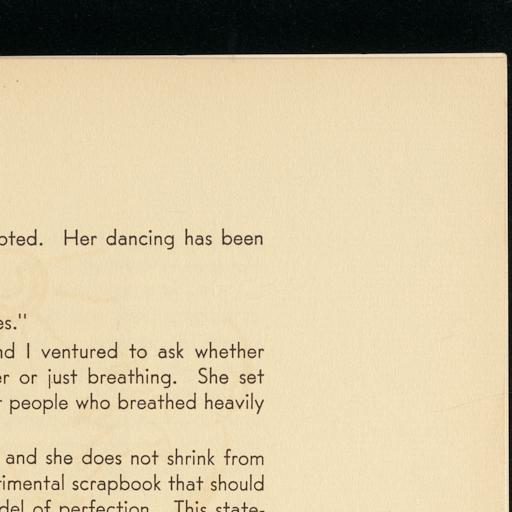 oted. Her dancing has been
es."
nd I ventured to ask whether
er or just breathing. She set
r people who breathed heavily
and she does not shrink from
rimental scrapbook that should
del of perfection. This state-